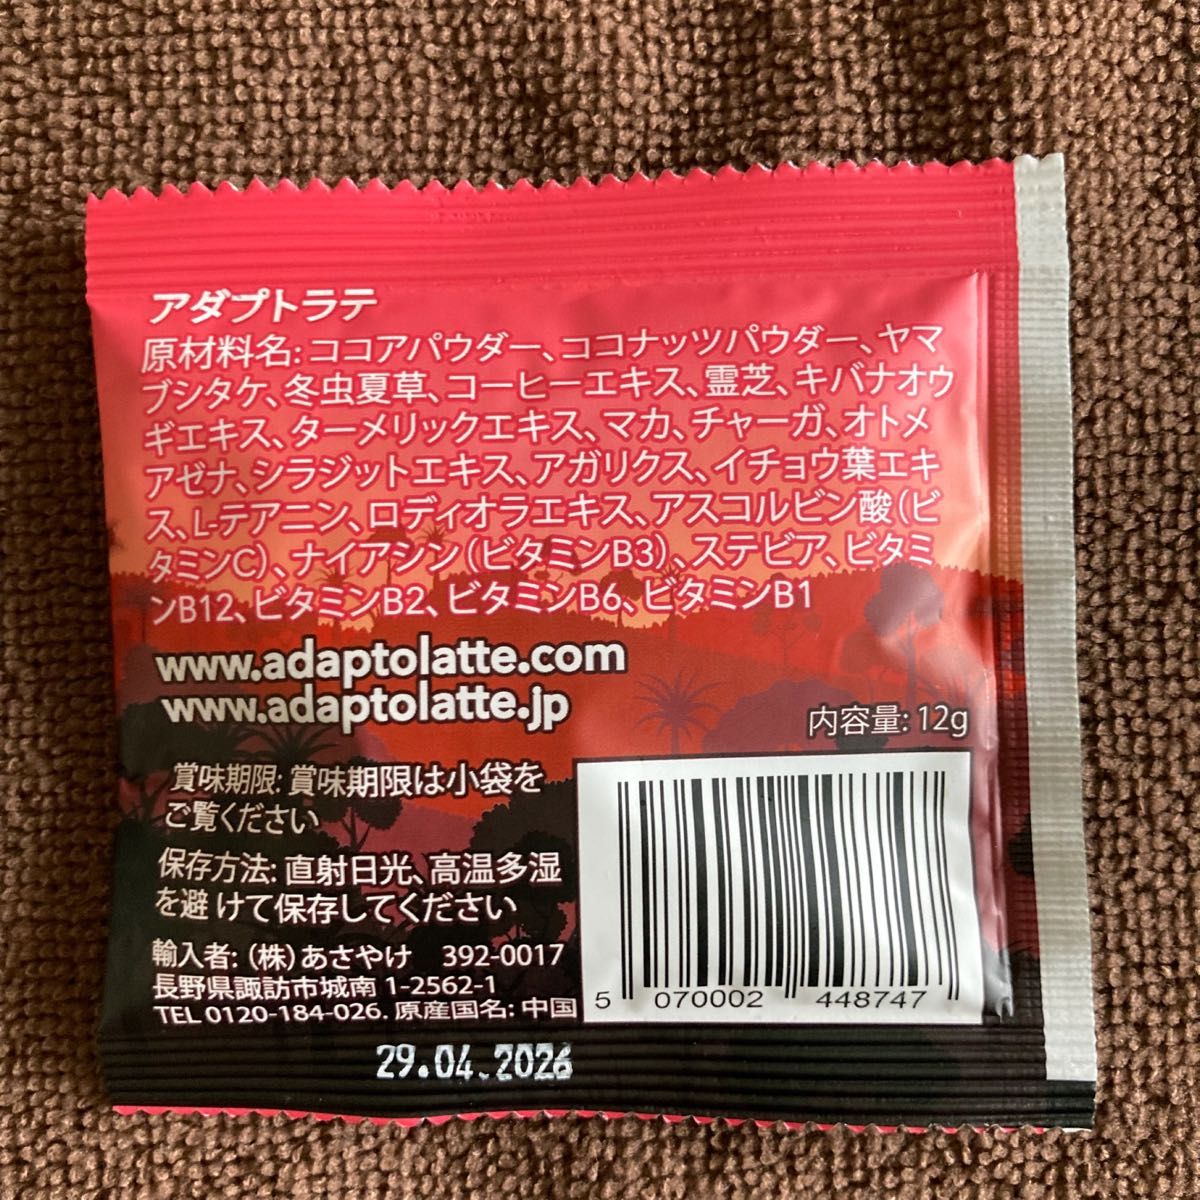 アダプトラテ
原材料名: ココアパウダー、ココナッツパウダー、ヤマ
ブシタケ、冬虫夏草、コーヒーエキス、霊芝、キバナオウ
ギエキス、ターメリックエキス、マカ、チャーガ、オトメ
アゼナ、シラジットエキス、アガリクス、イチョウ葉エキ
ス、L-テアニン、ロディオラエキス、アスコルビン酸(ビ
タミンC)、ナイアシン(ビタミンB3)、ステビア、ビタミ
ンB12、ビタミンB2、ビタミンB6、ビタミンB1
www.adaptolatte.com
www.adaptolatte.jp
内容量: 12g
賞味期限: 賞味期限は小袋を
ご覧ください
保存方法: 直射日光、高温多湿
を避 けて保存してください
輸入者: (株) あさやけ 392-0017
長野県諏訪市城南 1-2562-1
TEL 0120-184-026. 原産国名: 中国
5 070002 448747
29.04.2026